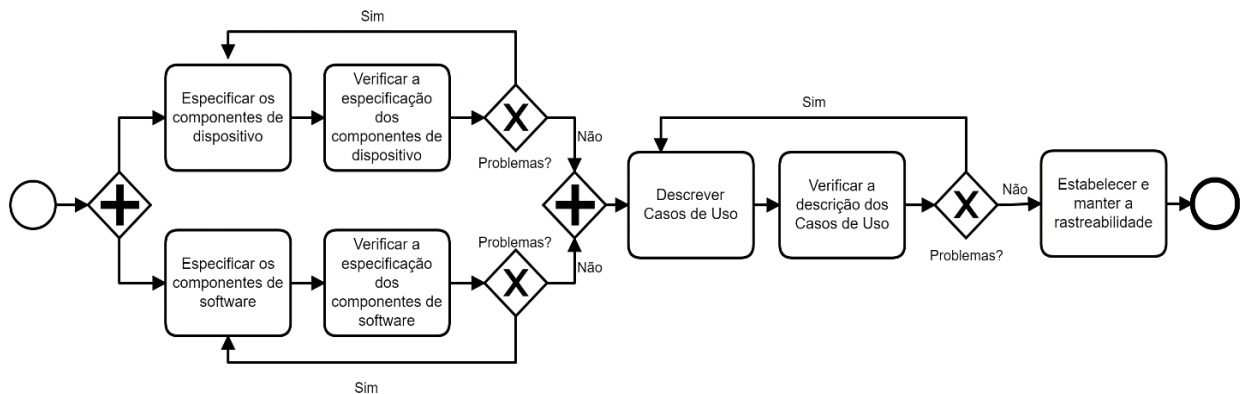 Sim
Especificar os
componentes de
dispositivo
Verificar a
especificação
dos
componentes de
dispositivo
X
Problemas?
Não
Especificar os
componentes de
software
Verificar a
especificação
dos
componentes de
software
Problemas?
X
Não
Sim
Descrever
Casos de Uso
Verificar a
descrição dos
Casos de Uso
Sim
X
Problemas?
Não
Estabelecer e
manter a
rastreabilidade